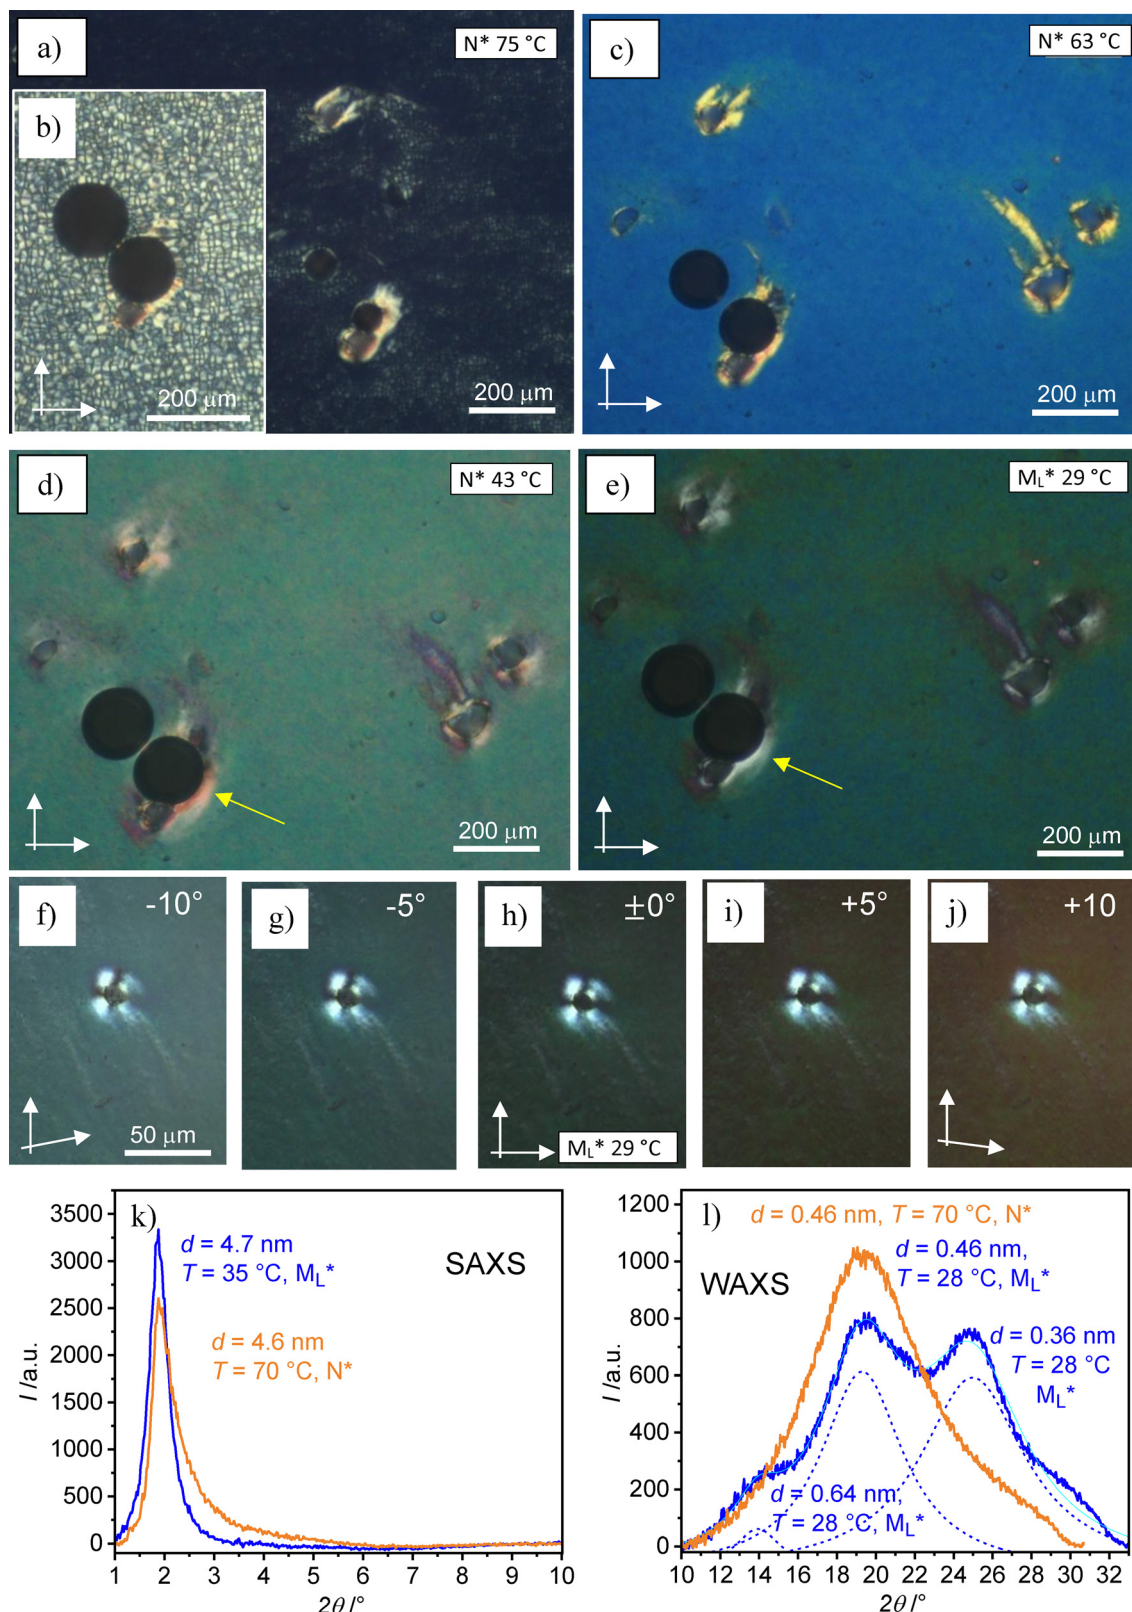 a)
N* 75 °C
b)
200 μm
200 μm
c)
N* 63 °C
200 μm
d)
N* 43 °C
200 μm
e)
M_L* 29 °C
200 μm
f)
-10°
50 μm
g)
-5°
h)
±0°
M_L* 29 °C
i)
+5°
j)
+10
k)
SAXS
d = 4.7 nm
T = 35 °C, M_L*
d = 4.6 nm
T = 70 °C, N*
I /a.u.
3500
3000
2500
2000
1500
1000
500
0
1 2 3 4 5 6 7 8 9 10
2θ /°
l)
WAXS
d = 0.46 nm, T = 70 °C, N*
d = 0.46 nm,
T = 28 °C, M_L*
d = 0.36 nm
T = 28 °C
M_L*
d = 0.64 nm,
T = 28 °C, M_L*
I /a.u.
1200
1000
800
600
400
200
0
10 12 14 16 18 20 22 24 26 28 30 32
2θ /°